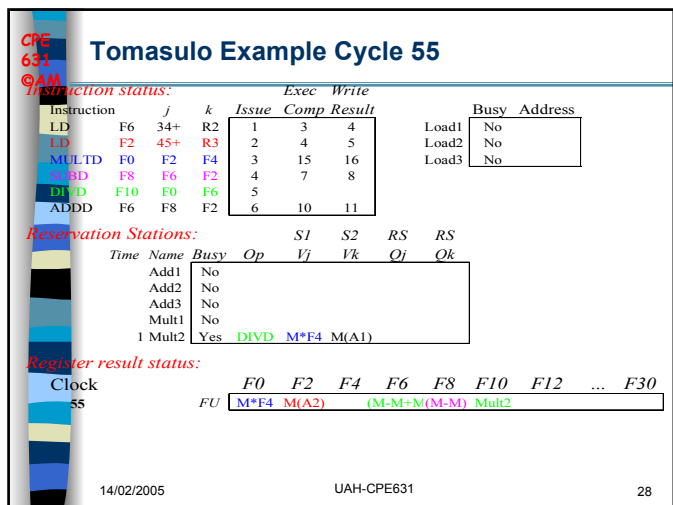 CPE
631
©AM
Tomasulo Example Cycle 55
Instruction status: Exec Write
Instruction j k Issue Comp Result Busy Address
LD F6 34+ R2 1 3 4 Load1 No
LD F2 45+ R3 2 4 5 Load2 No
MULTD F0 F2 F4 3 15 16 Load3 No
SUBD F8 F6 F2 4 7 8
DIVD F10 F0 F6 5
ADDD F6 F8 F2 6 10 11
Reservation Stations: S1 S2 RS RS
Time Name Busy Op Vj Vk Qj Qk
Add1 No
Add2 No
Add3 No
Mult1 No
1 Mult2 Yes DIVD M*F4 M(A1)
Register result status:
Clock F0 F2 F4 F6 F8 F10 F12 ... F30
55 FU M*F4 M(A2) (M-M+M (M-M) Mult2
14/02/2005 UAH-CPE631 28